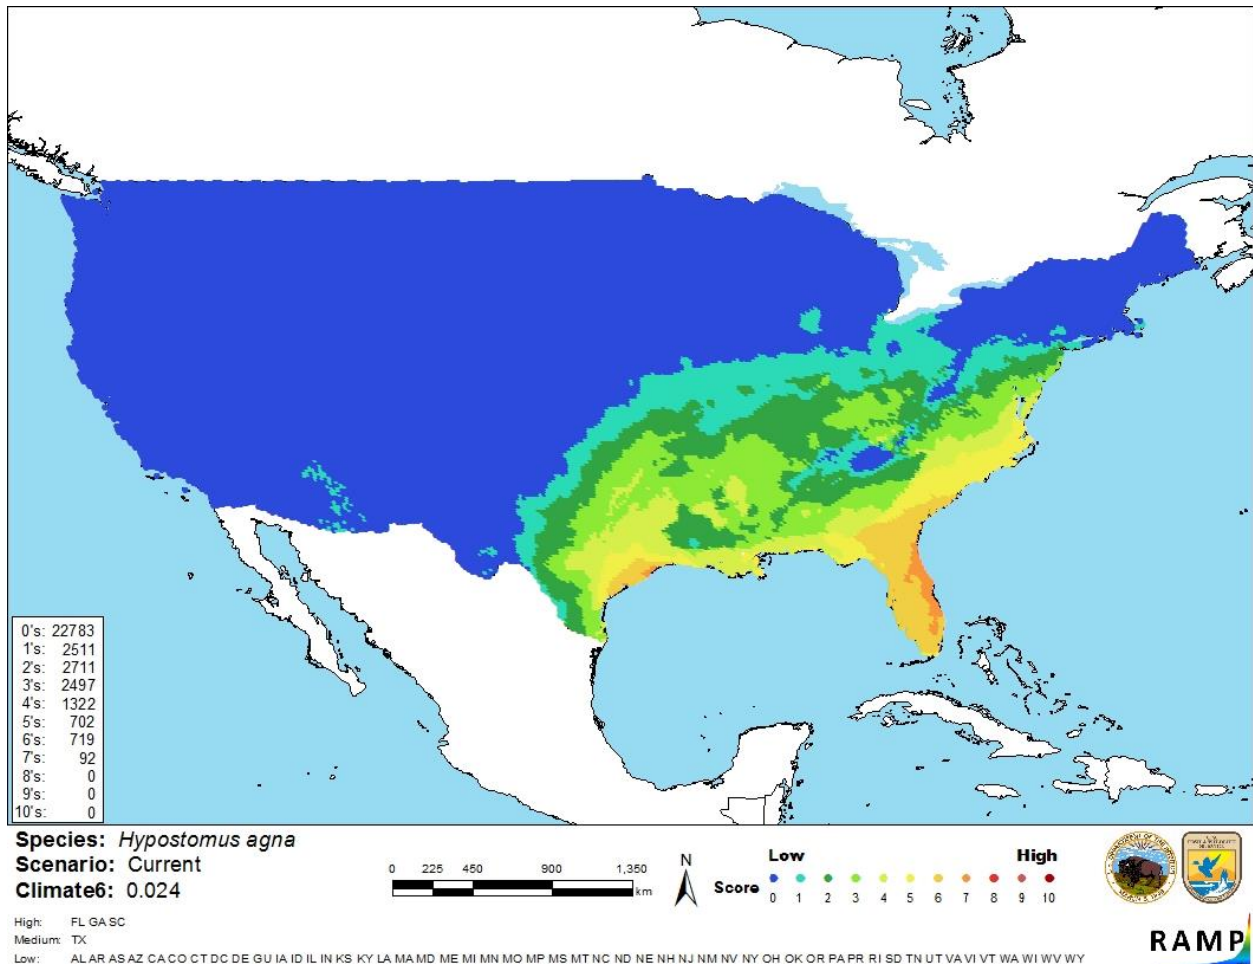 0's: 22783
1's: 2511
2's: 2711
3's: 2497
4's: 1322
5's: 702
6's: 719
7's: 92
8's: 0
9's: 0
10's: 0
Species: Hypostomus agna
Scenario: Current
Climate6: 0.024
0 225 450 900 1,350
km
N
Low High
Score
0 1 2 3 4 5 6 7 8 9 10
High: FL GA SC
Medium: TX
Low: AL AR AS AZ CA CO CT DC DE GU IA ID IL IN KS KY LA MA MD ME MI MN MO MP MS MT NC ND NE NH NJ NM NV NY OH OK OR PA PR RI SD TN UT VA VI VT WA WI WV WY
RAMP